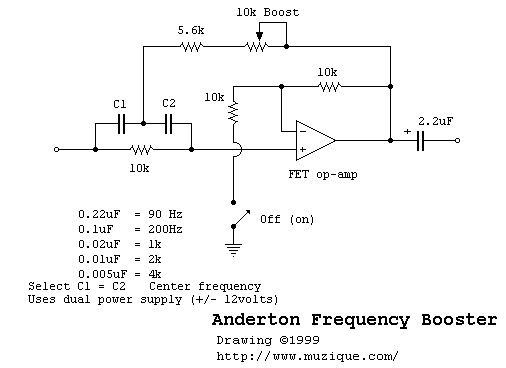 10k Boost
5.6k
10k
10k
C1
C2
2.2uF
+
-
+
10k
FET op-amp
Off (on)
0.22uF = 90 Hz
0.1uF = 200Hz
0.02uF = 1k
0.01uF = 2k
0.005uF = 4k
Select C1 = C2 Center frequency
Uses dual power supply (+/- 12volts)
Anderton Frequency Booster
Drawing ©1999
http://www.muzique.com/